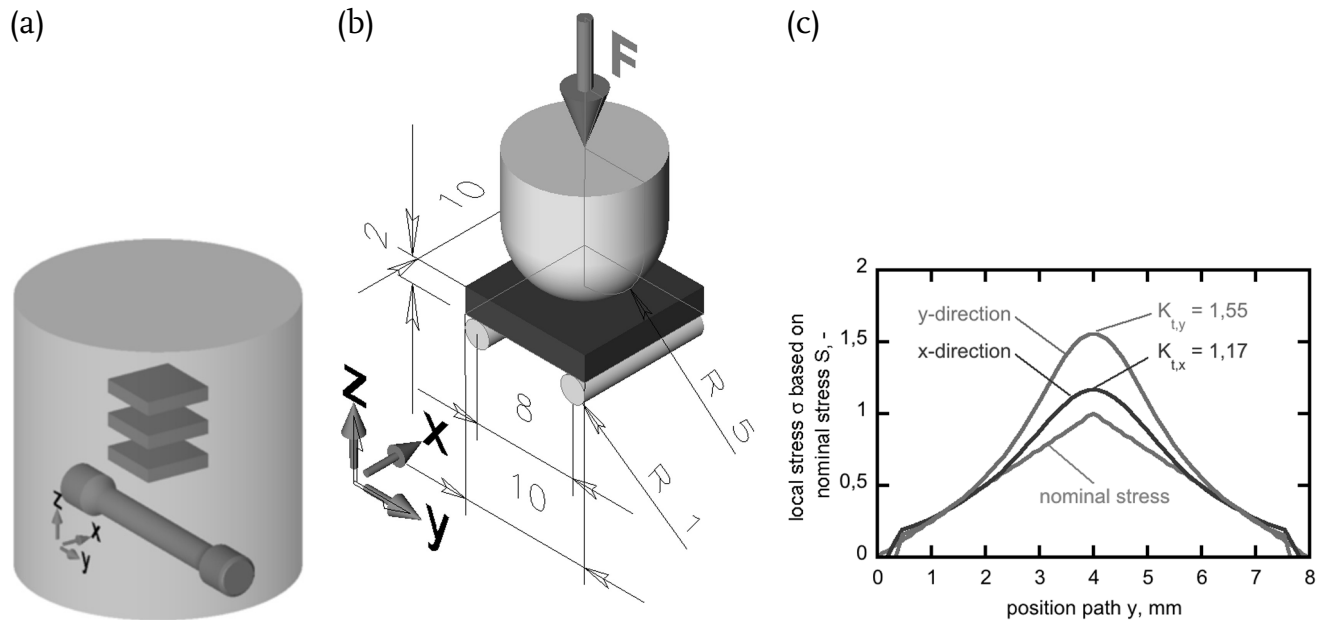 (a)
(b)
(c)
z
x
y
F
10
2
8
10
R 5
R 1
z
x
y
local stress σ based on
nominal stress S, -
2
1,5
1
0,5
0
y-direction
x-direction
K_{t,y} = 1,55
K_{t,x} = 1,17
nominal stress
0 1 2 3 4 5 6 7 8
position path y, mm